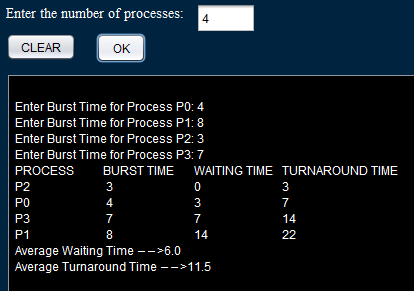 Enter the number of processes: 4
CLEAR OK
Enter Burst Time for Process P0: 4
Enter Burst Time for Process P1: 8
Enter Burst Time for Process P2: 3
Enter Burst Time for Process P3: 7
PROCESS BURST TIME WAITING TIME TURNAROUND TIME
P2 3 0 3
P0 4 3 7
P3 7 7 14
P1 8 14 22
Average Waiting Time – –>6.0
Average Turnaround Time – –>11.5